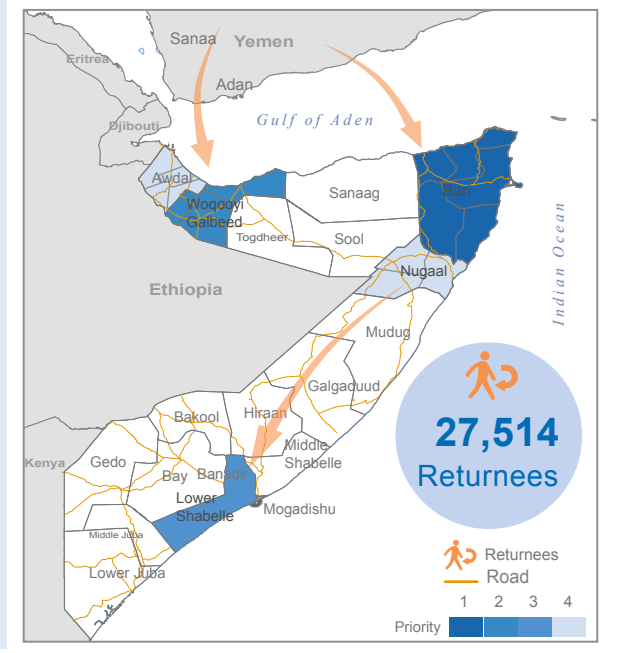 Sanaa
Yemen
Eritrea
Adan
Djibouti
Gulf of Aden
Awdal
Woqooyi
Galbeed
Togdheer
Sanaag
Sool
Bari
Nugaal
Indian Ocean
Ethiopia
Mudug
Galgaduud
Hiraan
Bakool
Middle
Shabelle
Kenya
Gedo
Bay
Banadir
Lower
Shabelle
Mogadishu
Middle Juba
Lower Juba
27,514
Returnees
Returnees
Road
1 2 3 4
Priority